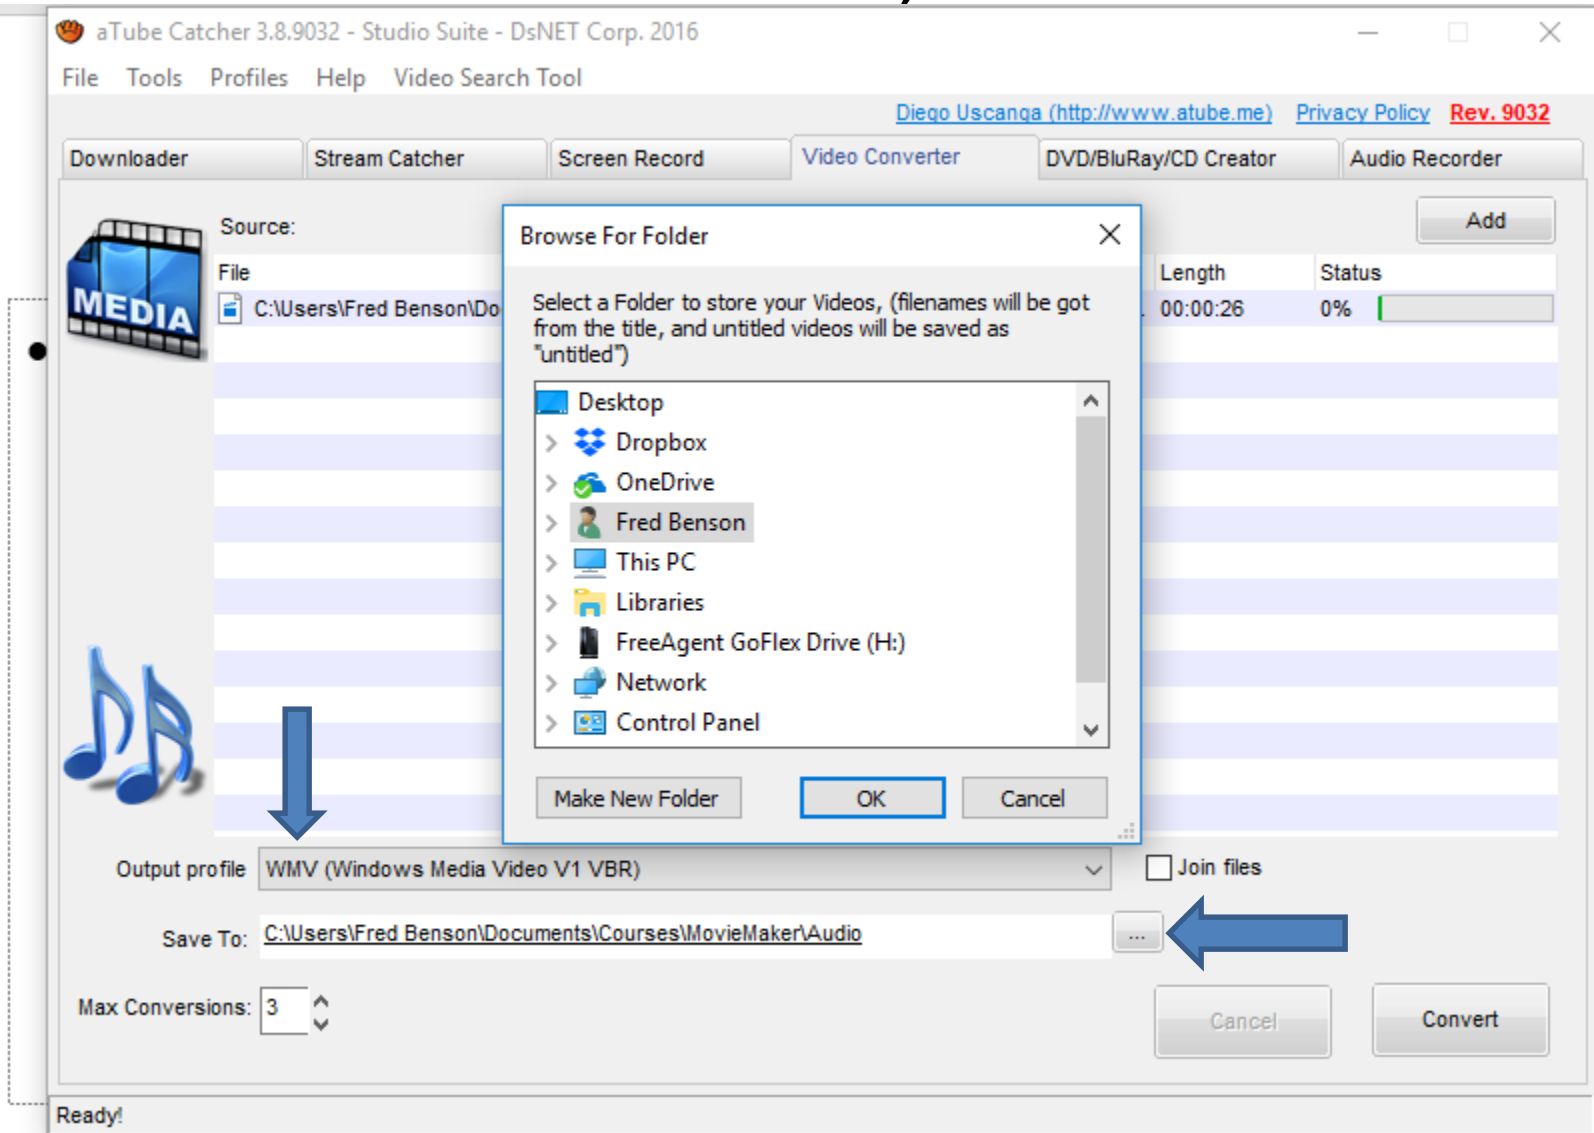 aTube Catcher 3.8.9032 - Studio Suite - DsNET Corp. 2016
File Tools Profiles Help Video Search Tool
Diego Uscanga (http://www.atube.me) Privacy Policy Rev. 9032
Downloader Stream Catcher Screen Record Video Converter DVD/BluRay/CD Creator Audio Recorder
MEDIA
Source:
Add
File Length Status
C:\Users\Fred Benson\Do 00:00:26 0%
Browse For Folder
Select a Folder to store your Videos, (filenames will be got
from the title, and untitled videos will be saved as
"untitled")
Desktop
Dropbox
OneDrive
Fred Benson
This PC
Libraries
FreeAgent GoFlex Drive (H:)
Network
Control Panel
Make New Folder OK Cancel
Output profile WMV (Windows Media Video V1 VBR) Join files
Save To: C:\Users\Fred Benson\Documents\Courses\MovieMaker\Audio ...
Max Conversions: 3
Cancel Convert
Ready!